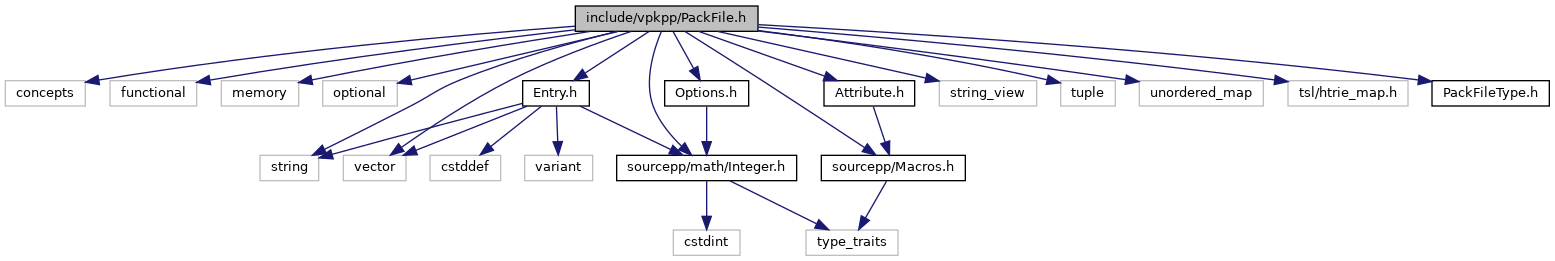 include/vpkpp/PackFile.h
concepts
functional
memory
optional
Entry.h
Options.h
Attribute.h
string_view
tuple
unordered_map
tsl/htrie_map.h
PackFileType.h
string
vector
cstddef
variant
sourcepp/math/Integer.h
sourcepp/Macros.h
cstdint
type_traits